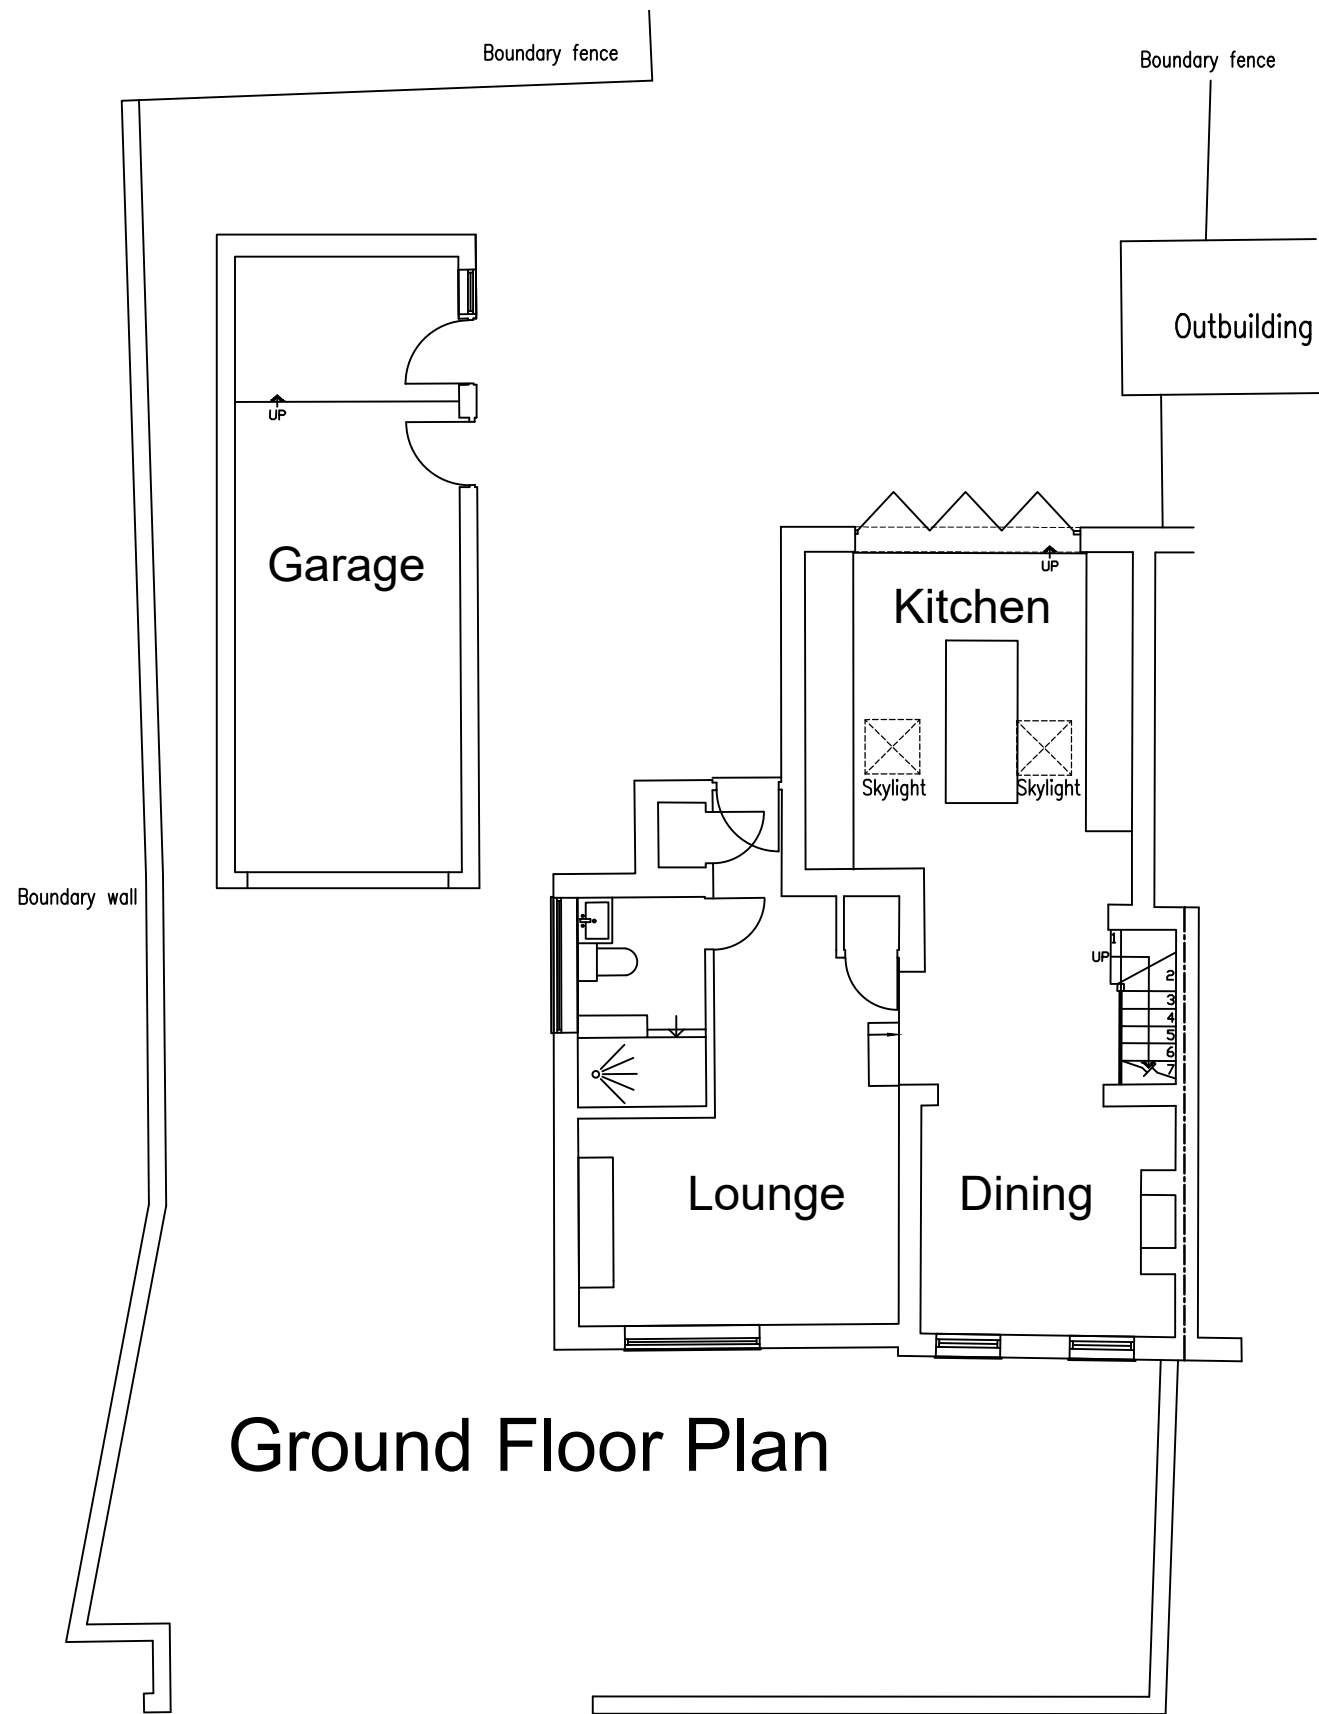 Boundary fence
Boundary fence
Outbuilding
UP
Garage
UP
Kitchen
Skylight
Skylight
Boundary wall
1
UP
2
3
4
5
6
7
Lounge
Dining
Ground Floor Plan